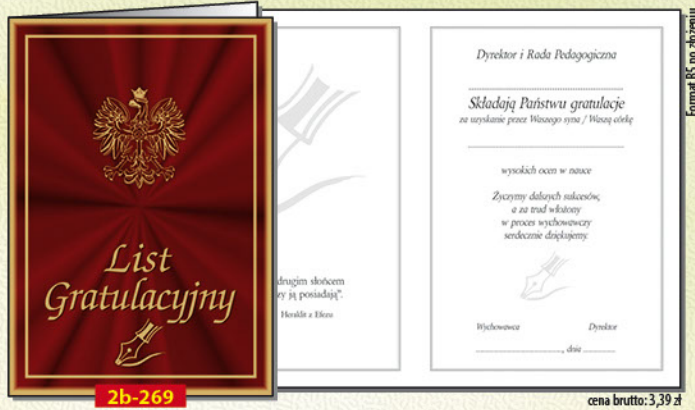 List
Gratulacyjny
2b-269
drugim słońcem
zy ją posiadają”.
Heraklit z Efezu
Dyrektor i Rada Pedagogiczna
Składają Państwu gratulacje
za uzyskanie przez Waszego syna / Waszą córkę
wysokich ocen w nauce
Życzymy dalszych sukcesów,
a za trud włożony
w proces wychowawczy
serdecznie dziękujemy.
Wychowawca Dyrektor
, dnia
Format B5 po złożeniu
cena brutto: 3,39 zł